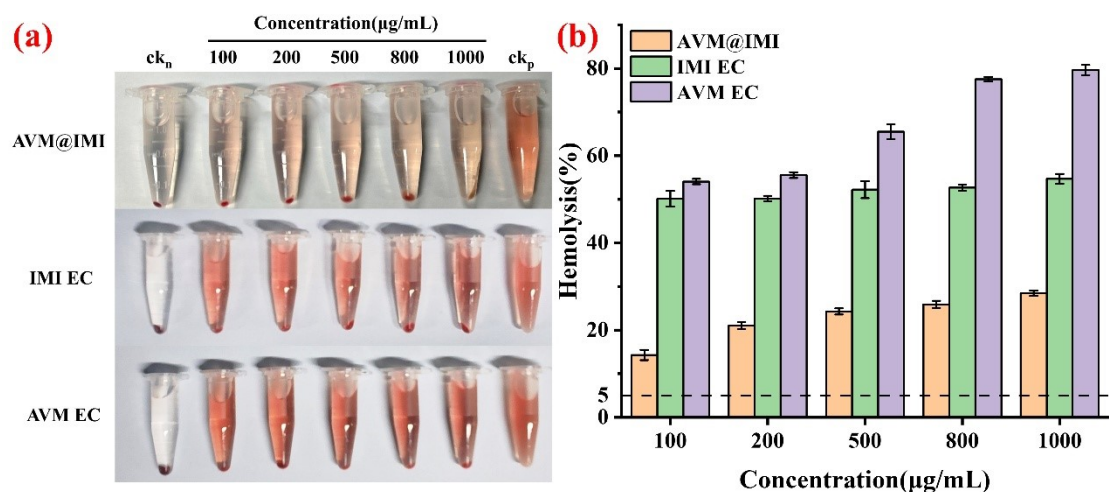 (a)
Concentration(μg/mL)
ckn 100 200 500 800 1000 ckp
AVM@IMI
IMI EC
AVM EC
(b)
AVM@IMI
IMI EC
AVM EC
Hemolysis(%)
80
60
40
20
5
0
100 200 500 800 1000
Concentration(μg/mL)